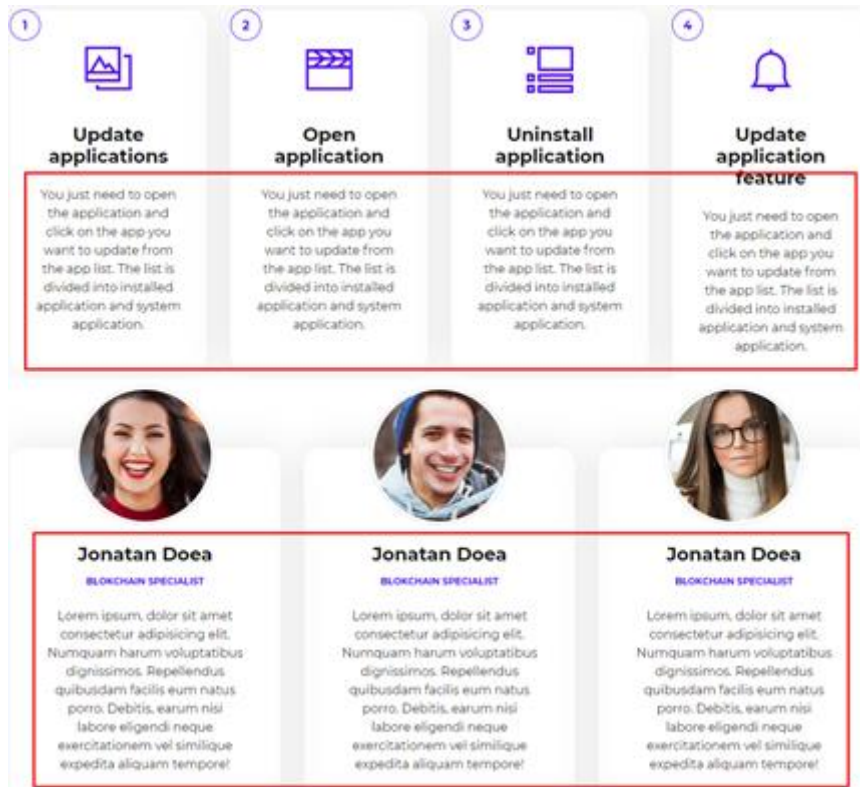 1
2
3
4
Update
applications
Open
application
Uninstall
application
Update
application
feature
You just need to open
the application and
click on the app you
want to update from
the app list. The list is
divided into installed
application and system
application.
You just need to open
the application and
click on the app you
want to update from
the app list. The list is
divided into installed
application and system
application.
You just need to open
the application and
click on the app you
want to update from
the app list. The list is
divided into installed
application and system
application.
You just need to open
the application and
click on the app you
want to update from
the app list. The list is
divided into installed
application and system
application.
Jonatan Doea
BLOKCHAIN SPECIALIST
Lorem ipsum, dolor sit amet
consectetur adipisicing elit.
Numquam harum voluptatibus
dignissimos. Repellendus
quibusdam facilis eum natus
porro. Debitis, earum nisi
labore eligendi neque
exercitationem vel similique
expedita aliquam tempore!
Jonatan Doea
BLOKCHAIN SPECIALIST
Lorem ipsum, dolor sit amet
consectetur adipisicing elit.
Numquam harum voluptatibus
dignissimos. Repellendus
quibusdam facilis eum natus
porro. Debitis, earum nisi
labore eligendi neque
exercitationem vel similique
expedita aliquam tempore!
Jonatan Doea
BLOKCHAIN SPECIALIST
Lorem ipsum, dolor sit amet
consectetur adipisicing elit.
Numquam harum voluptatibus
dignissimos. Repellendus
quibusdam facilis eum natus
porro. Debitis, earum nisi
labore eligendi neque
exercitationem vel similique
expedita aliquam tempore!